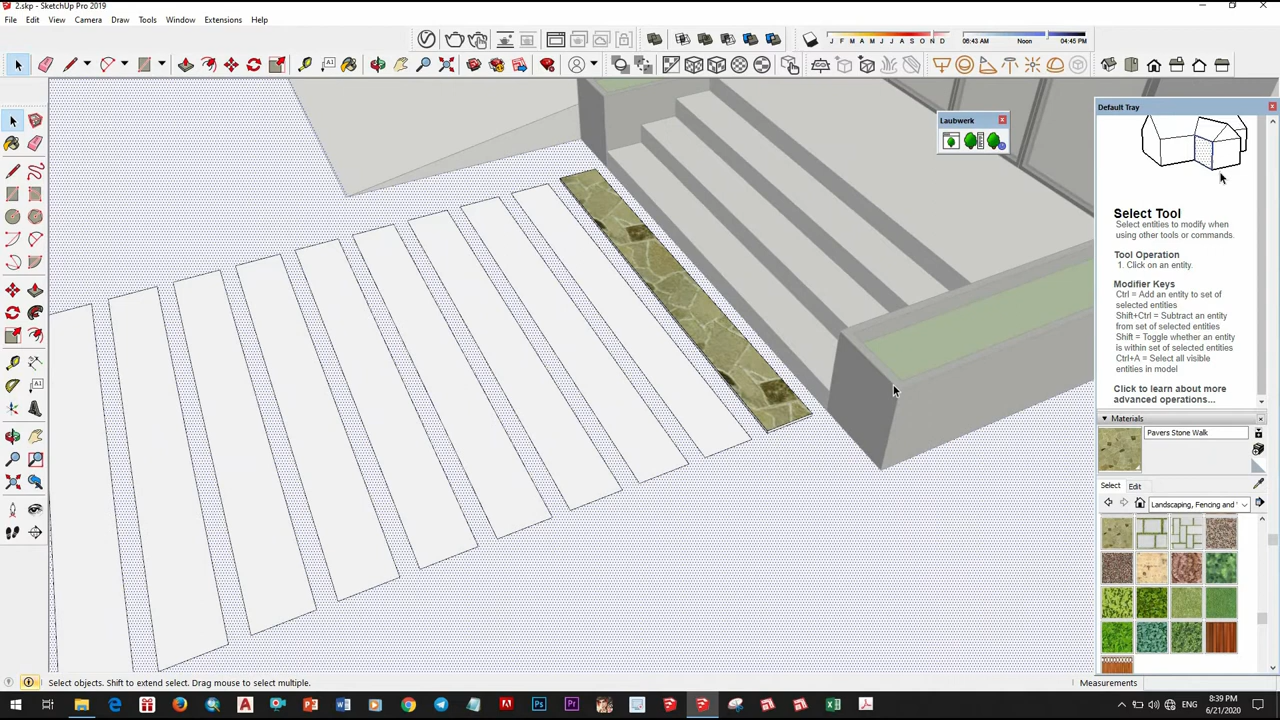 2.skp - SketchUp Pro 2019
File Edit View Camera Draw Tools Window Extensions Help
J F M A M J J A S O N D
06:43 AM Noon 04:45 PM
Laubwerk
Default Tray
Select Tool
Select entities to modify when
using other tools or commands.
Tool Operation
1. Click on an entity.
Modifier Keys
Ctrl = Add an entity to set of
selected entities
Shift+Ctrl = Subtract an entity
from set of selected entities
Shift = Toggle whether an entity
is within set of selected entities
Ctrl+A = Select all visible
entities in model
Click to learn about more
advanced operations...
Materials
Pavers Stone Walk
Select Edit
Landscaping, Fencing and
Select objects. Shift to extend select. Drag mouse to select multiple.
Measurements
ENG
8:39 PM
6/21/2020